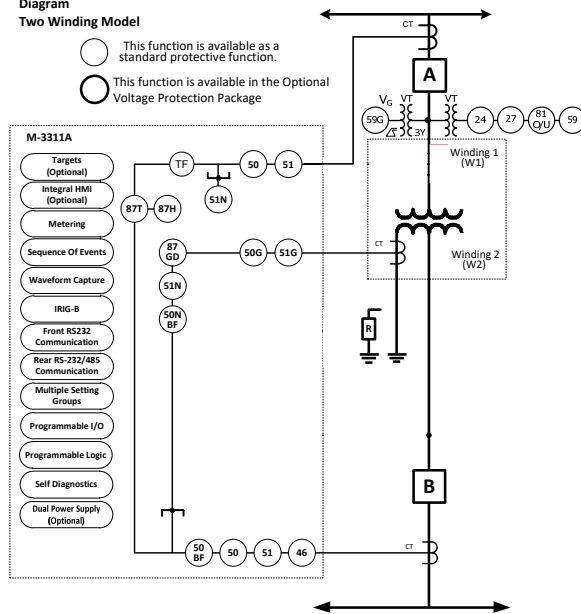 Diagram
Two Winding Model
This function is available as a
standard protective function.
This function is available in the Optional
Voltage Protection Package
CT
A
VG
VT
VT
59G
3Y
24
27
81
O/U
59
M-3311A
Targets
(Optional)
Integral HMI
(Optional)
Metering
Sequence Of Events
Waveform Capture
IRIG-B
Front RS232
Communication
Rear RS-232/485
Communication
Multiple Setting
Groups
Programmable I/O
Programmable Logic
Self Diagnostics
Dual Power Supply
(Optional)
TF
50
51
51N
87T
87H
87
GD
50G
51G
51N
50N
BF
Winding 1
(W1)
CT
Winding 2
(W2)
R
B
50
BF
50
51
46
CT